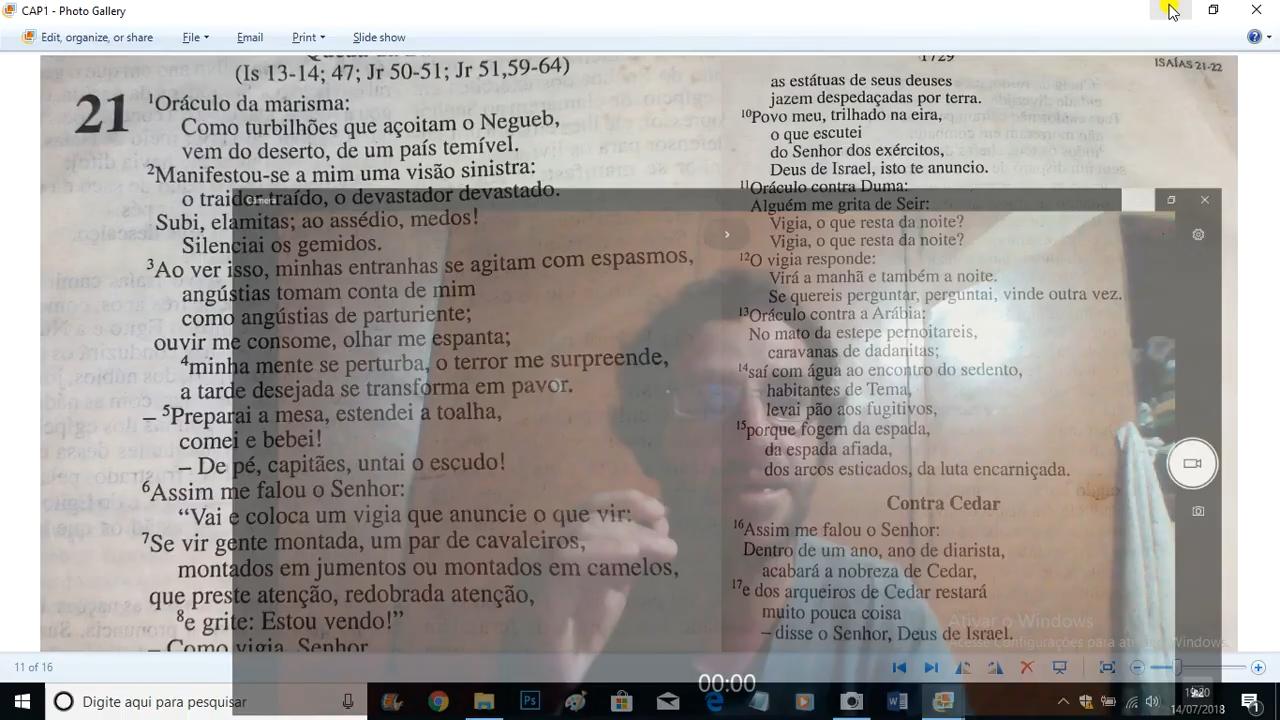 CAP1 - Photo Gallery
Edit, organize, or share
File
Email
Print
Slide show
(Is 13-14; 47; Jr 50-51; Jr 51,59-64)
21
1Oráculo da marisma:
Como turbilhões que açoitam o Negueb,
vem do deserto, de um país temível.
2Manifestou-se a mim uma visão sinistra:
o traidor traído, o devastador devastado.
Subi, elamitas; ao assédio, medos!
Silenciai os gemidos.
3Ao ver isso, minhas entranhas se agitam com espasmos,
angústias tomam conta de mim
como angústias de parturiente;
ouvir me consome, olhar me espanta;
4minha mente se perturba, o terror me surpreende,
a tarde desejada se transforma em pavor.
– 5Preparai a mesa, estendei a toalha,
comei e bebei!
– De pé, capitães, untai o escudo!
6Assim me falou o Senhor:
“Vai e coloca um vigia que anuncie o que vir:
7Se vir gente montada, um par de cavaleiros,
montados em jumentos ou montados em camelos,
que preste atenção, redobrada atenção,
8e grite: Estou vendo!”
– Como vigia, Senhor
1729
ISAÍAS 21-22
as estátuas de seus deuses
jazem despedaçadas por terra.
10Povo meu, trilhado na eira,
o que escutei
do Senhor dos exércitos,
Deus de Israel, isto te anuncio.
11Oráculo contra Duma:
Alguém me grita de Seir:
Vigia, o que resta da noite?
Vigia, o que resta da noite?
12O vigia responde:
Virá a manhã e também a noite.
Se quereis perguntar, perguntai, vinde outra vez.
13Oráculo contra a Arábia:
No mato da estepe pernoitareis,
caravanas de dadanitas;
14saí com água ao encontro do sedento,
habitantes de Tema,
levai pão aos fugitivos,
15porque fogem da espada,
da espada afiada,
dos arcos esticados, da luta encarniçada.
Contra Cedar
16Assim me falou o Senhor:
Dentro de um ano, ano de diarista,
acabará a nobreza de Cedar,
17e dos arqueiros de Cedar restará
muito pouca coisa
– disse o Senhor, Deus de Israel.
Câmera
Ativar o Windows
Acesse Configurações para ativar o Windows.
11 of 16
00:00
Digite aqui para pesquisar
Ps
14/07/2018